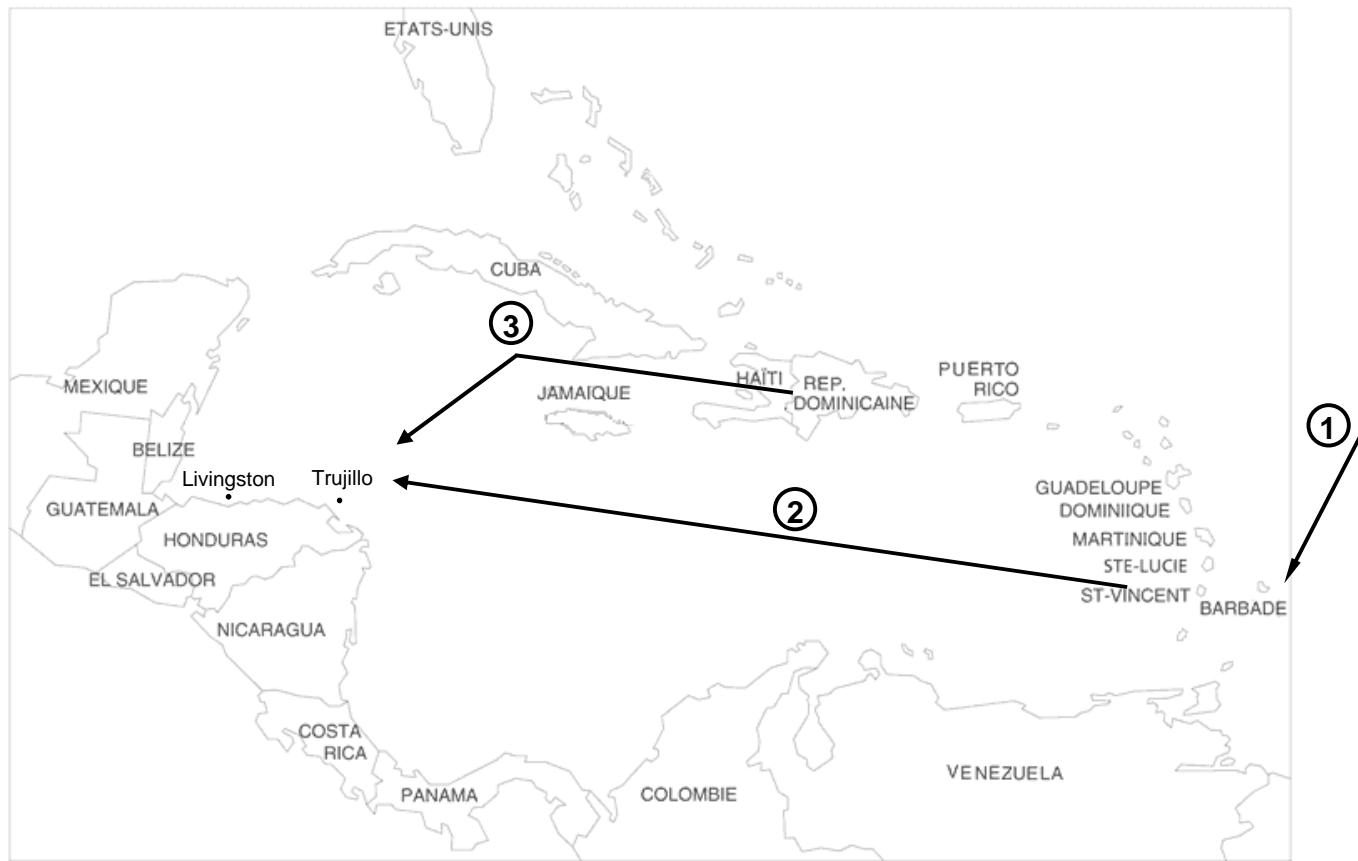 ETATS-UNIS
CUBA
3
MEXIQUE
JAMAIQUE
HAÏTI
REP.
DOMINICAINE
PUERTO
RICO
1
BELIZE
Livingston
Trujillo
GUADELOUPE
GUATEMALA
DOMINIIQUE
2
HONDURAS
MARTINIQUE
STE-LUCIE
EL SALVADOR
ST-VINCENT
BARBADE
NICARAGUA
COSTA
RICA
PANAMA
COLOMBIE
VENEZUELA